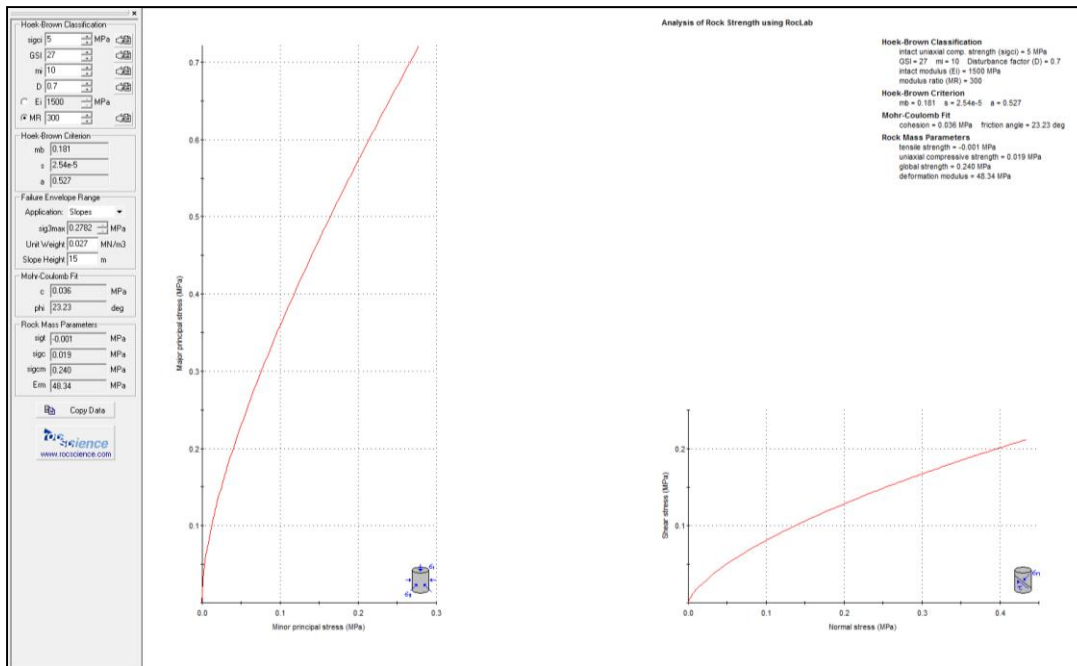 Hoek-Brown Classification
sigci 5 MPa
GSI 27
mi 10
D 0.7
Ei 1500 MPa
MR 300
Hoek-Brown Criterion
mb 0.181
s 2.54e-5
a 0.527
Failure Envelope Range
Application: Slopes
sig3max 0.2782 MPa
Unit Weight 0.027 MN/m3
Slope Height 15 m
Mohr-Coulomb Fit
c 0.036 MPa
phi 23.23 deg
Rock Mass Parameters
sigt -0.001 MPa
sigc 0.019 MPa
sigcm 0.240 MPa
Erm 48.34 MPa
Copy Data
rocscience
www.rocscience.com
Analysis of Rock Strength using RocLab
Hoek-Brown Classification
intact uniaxial comp. strength (sigci) = 5 MPa
GSI = 27 mi = 10 Disturbance factor (D) = 0.7
intact modulus (Ei) = 1500 MPa
modulus ratio (MR) = 300
Hoek-Brown Criterion
mb = 0.181 s = 2.54e-5 a = 0.527
Mohr-Coulomb Fit
cohesion = 0.036 MPa friction angle = 23.23 deg
Rock Mass Parameters
tensile strength = -0.001 MPa
uniaxial compressive strength = 0.019 MPa
global strength = 0.240 MPa
deformation modulus = 48.34 MPa
Major principal stress (MPa)
0.7
0.6
0.5
0.4
0.3
0.2
0.1
0.0 0.1 0.2 0.3
Minor principal stress (MPa)
Shear stress (MPa)
0.2
0.1
0.0 0.1 0.2 0.3 0.4
Normal stress (MPa)